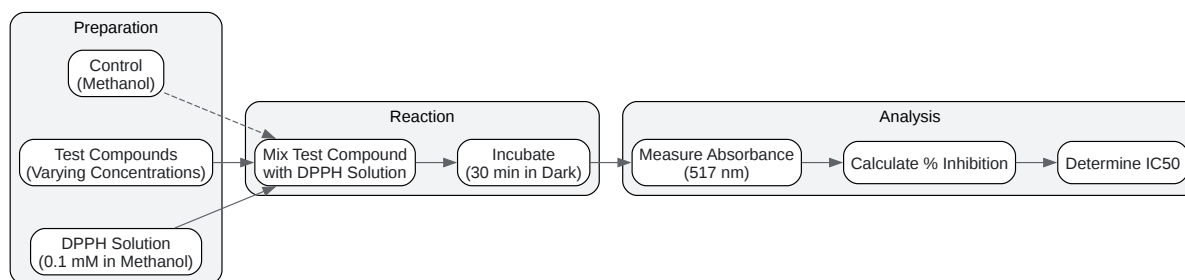 Preparation
Control
(Methanol)
Test Compounds
(Varying Concentrations)
DPPH Solution
(0.1 mM in Methanol)
Reaction
Mix Test Compound
with DPPH Solution
Incubate
(30 min in Dark)
Analysis
Measure Absorbance
(517 nm)
Calculate % Inhibition
Determine IC50